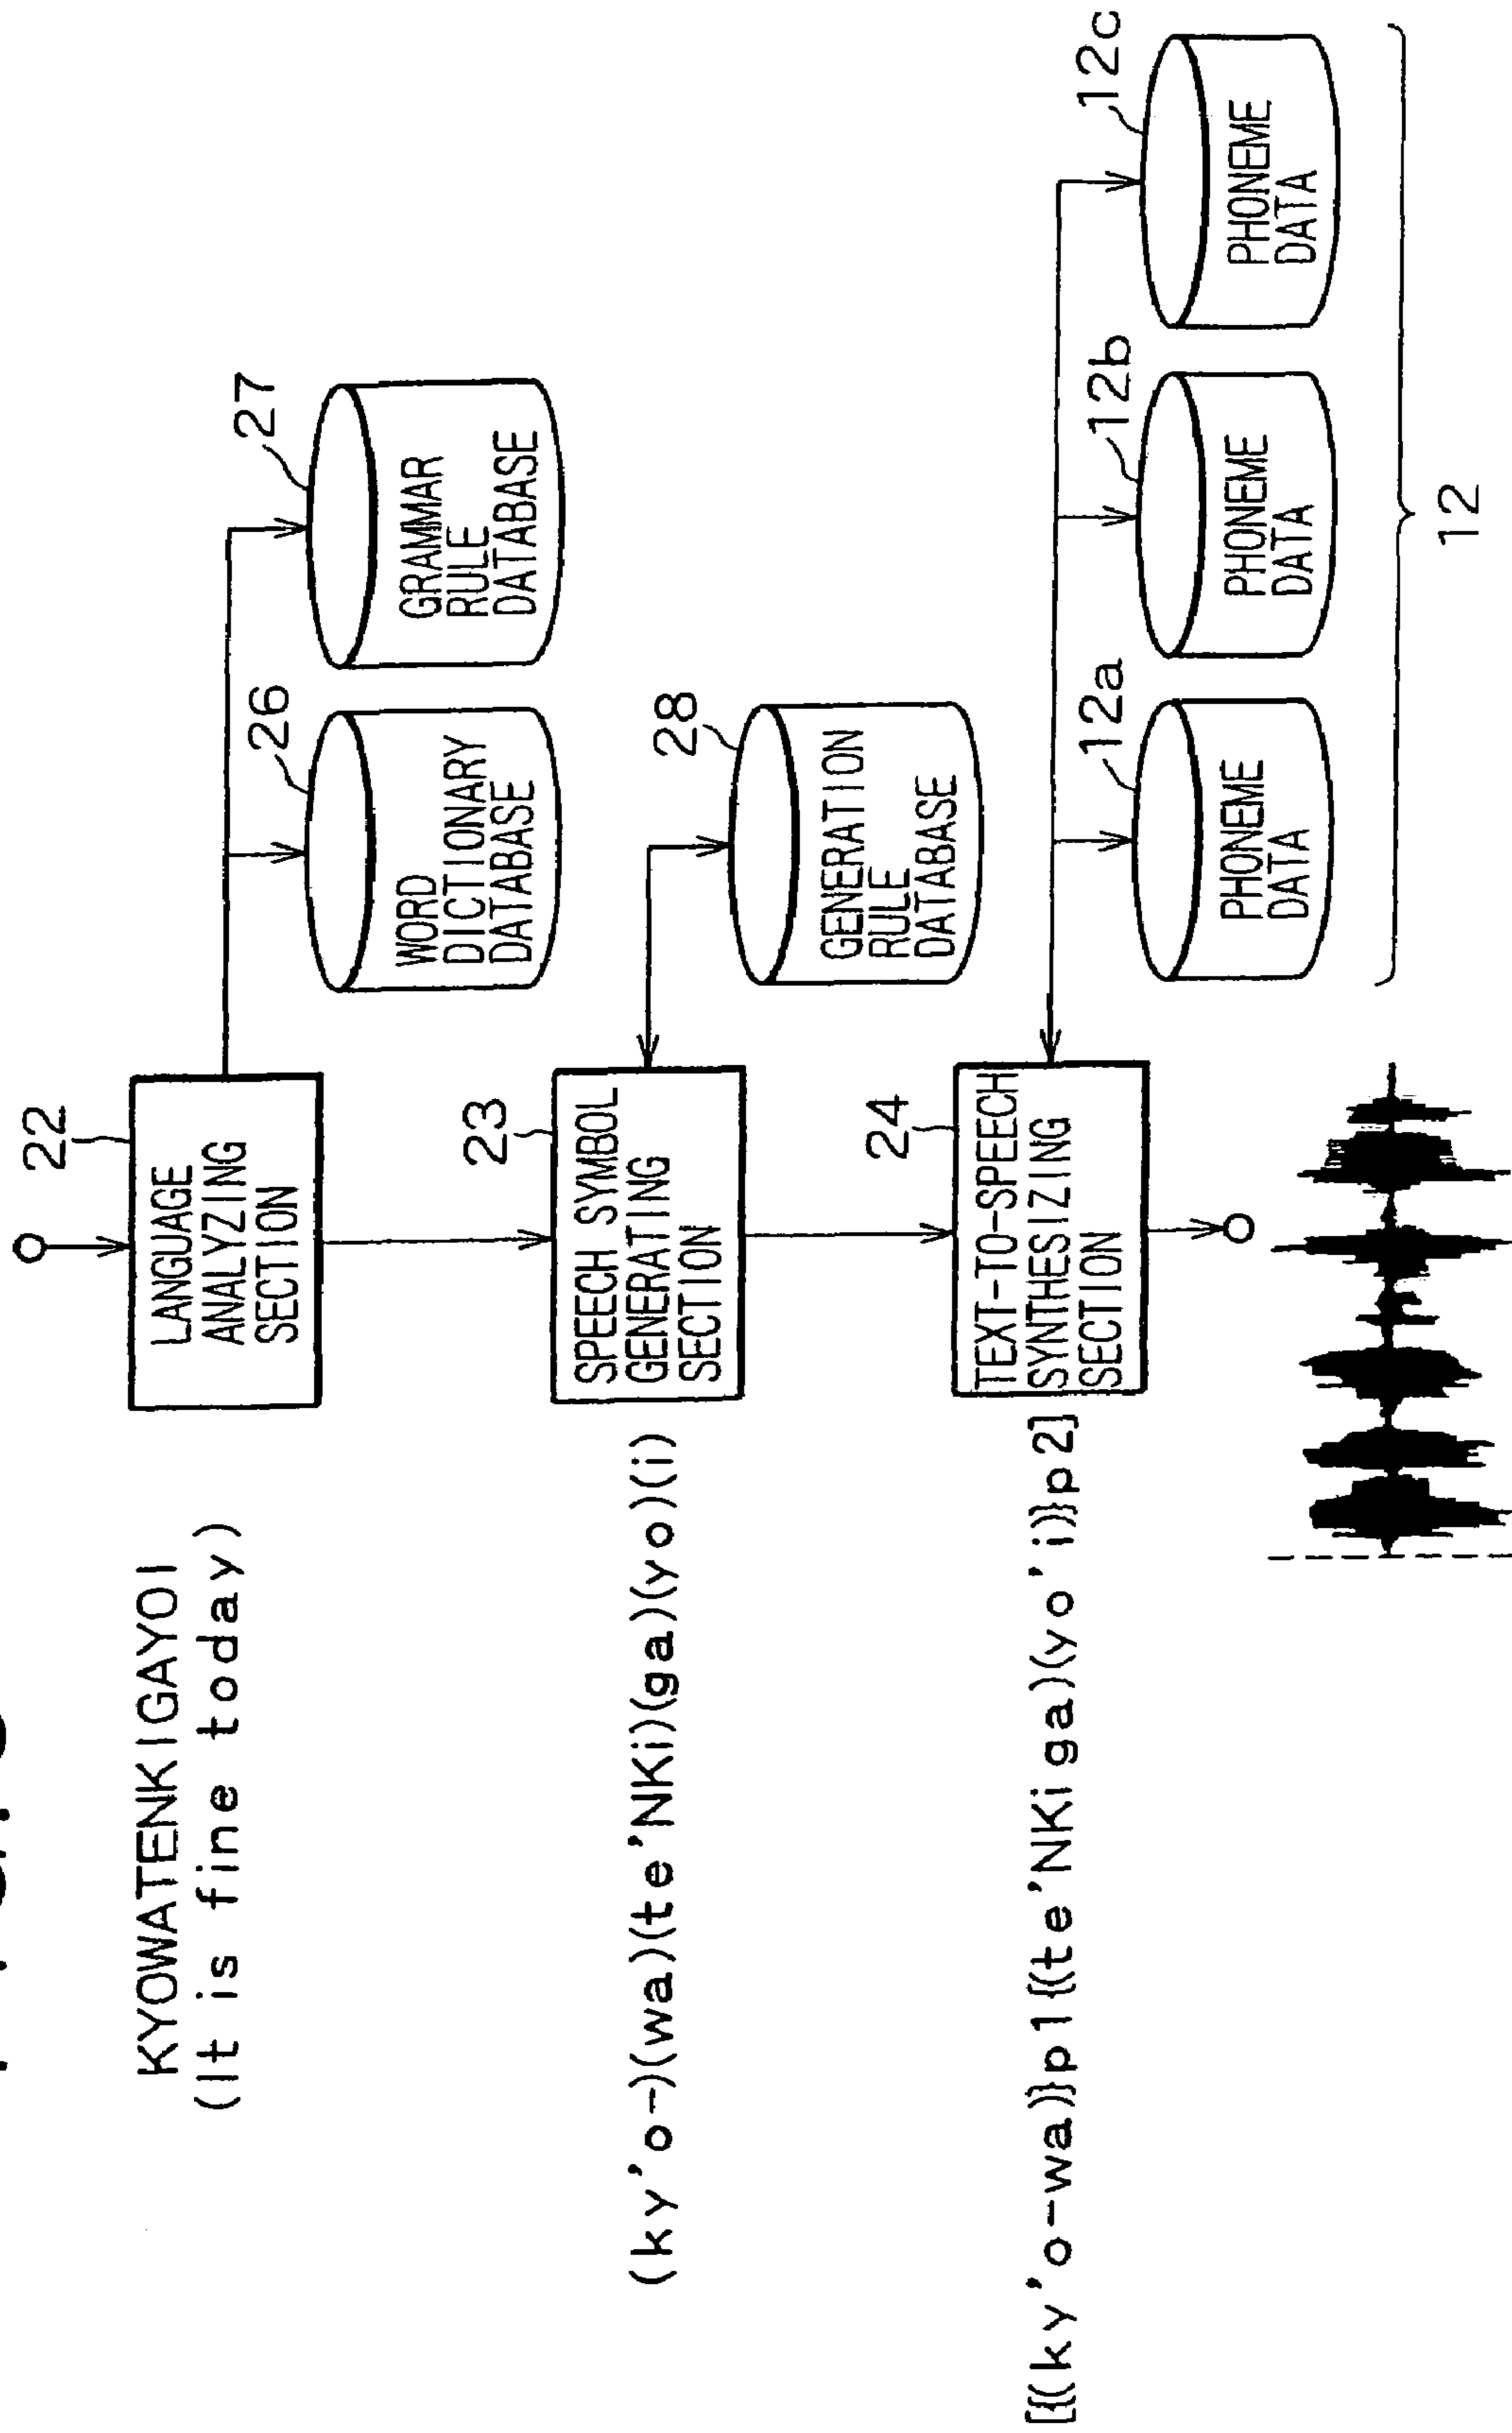 22
LANGUAGE
ANALYZING
SECTION
KYOWATENKIGAYOI
(It is fine today)
26
WORD
DICTIONARY
DATABASE
27
GRAMMAR
RULE
DATABASE
23
SPEECH SYMBOL
GENERATING
SECTION
(ky'o-)(wa)(te'NKi)(ga)(yo)(i)
28
GENERATION
RULE
DATABASE
24
TEXT-TO-SPEECH
SYNTHESIZING
SECTION
[{(ky'o-wa)}p1{(te'NKiga)(yo'i)}p2]
12a
PHONEME
DATA
12b
PHONEME
DATA
12c
PHONEME
DATA
12